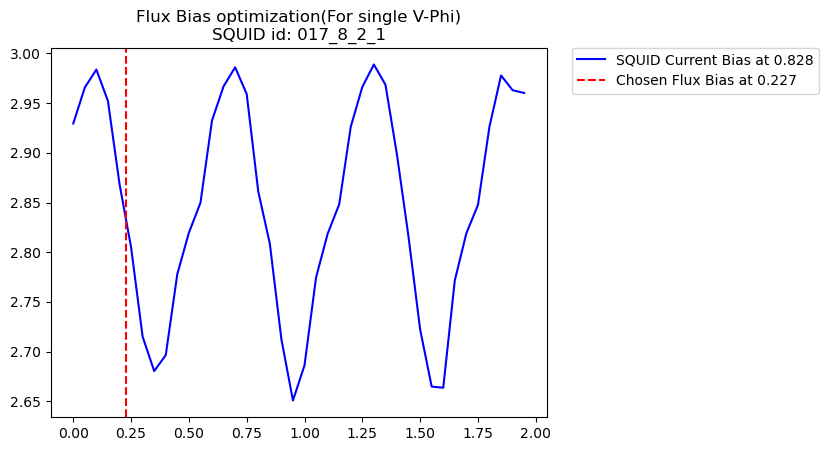 Flux Bias optimization(For single V-Phi)
SQUID id: 017_8_2_1
SQUID Current Bias at 0.828
Chosen Flux Bias at 0.227
3.00
2.95
2.90
2.85
2.80
2.75
2.70
2.65
0.00 0.25 0.50 0.75 1.00 1.25 1.50 1.75 2.00